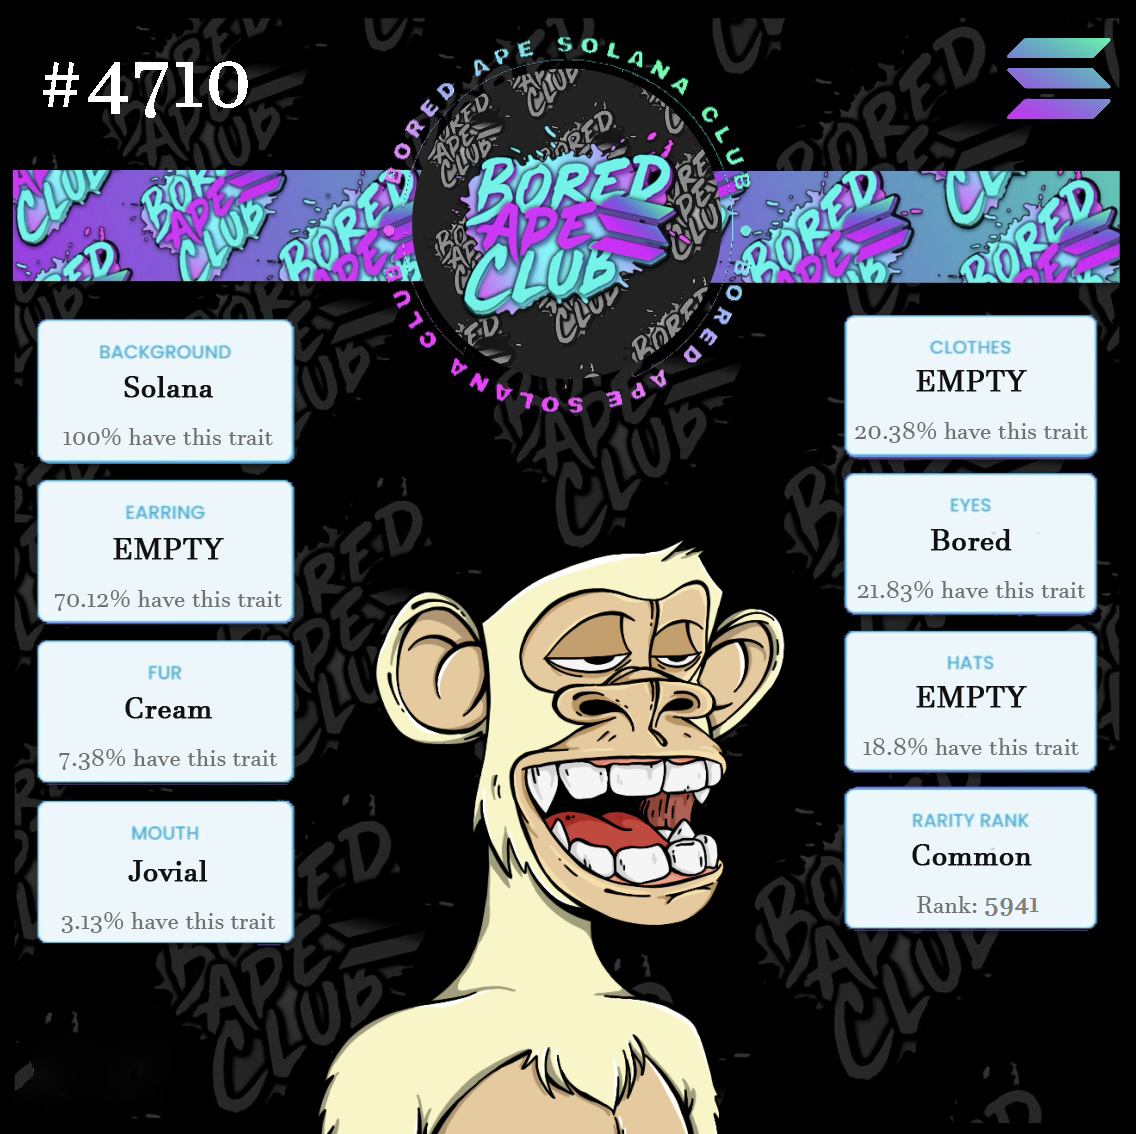 #4710
BORED APE SOLANA CLUB
BORED
APE
CLUB
BORED APE SOLANA CLUB
BACKGROUND
Solana
100% have this trait
EARRING
EMPTY
70.12% have this trait
FUR
Cream
7.38% have this trait
MOUTH
Jovial
3.13% have this trait
CLOTHES
EMPTY
20.38% have this trait
EYES
Bored
21.83% have this trait
HATS
EMPTY
18.8% have this trait
RARITY RANK
Common
Rank: 5941